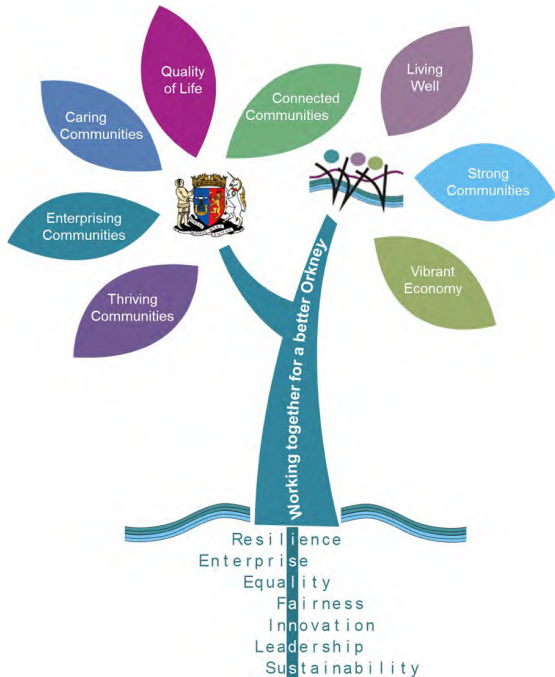 Quality
of Life
Living
Well
Connected
Communities
Caring
Communities
Strong
Communities
Enterprising
Communities
Vibrant
Economy
Thriving
Communities
Working together for a better Orkney
Resilience
Enterprise
Equality
Fairness
Innovation
Leadership
Sustainability